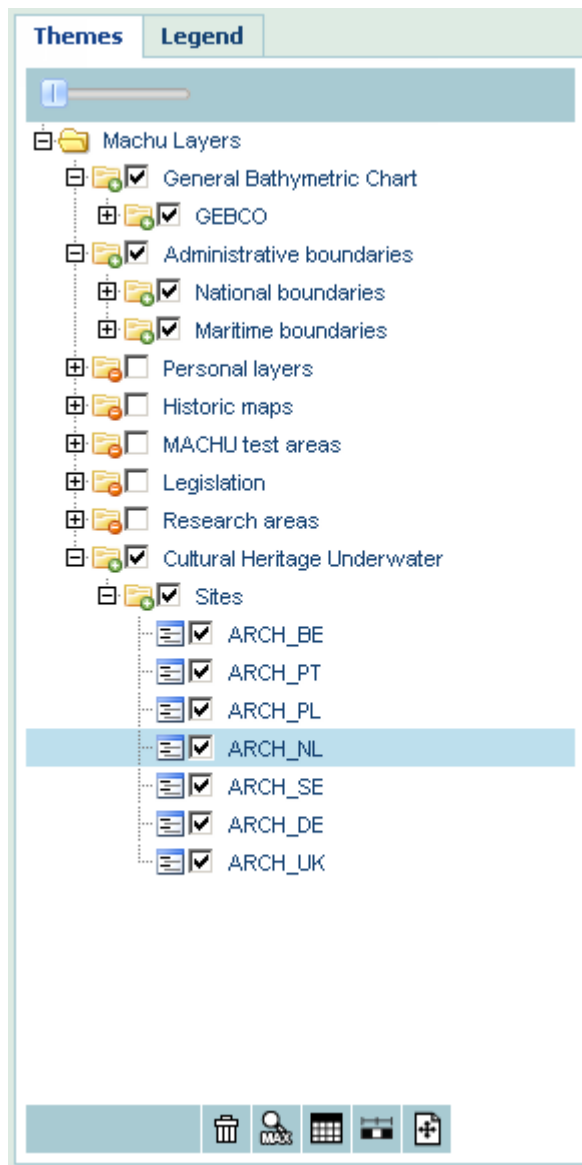 Themes Legend
Machu Layers
General Bathymetric Chart
GEBCO
Administrative boundaries
National boundaries
Maritime boundaries
Personal layers
Historic maps
MACHU test areas
Legislation
Research areas
Cultural Heritage Underwater
Sites
ARCH_BE
ARCH_PT
ARCH_PL
ARCH_NL
ARCH_SE
ARCH_DE
ARCH_UK
MAX